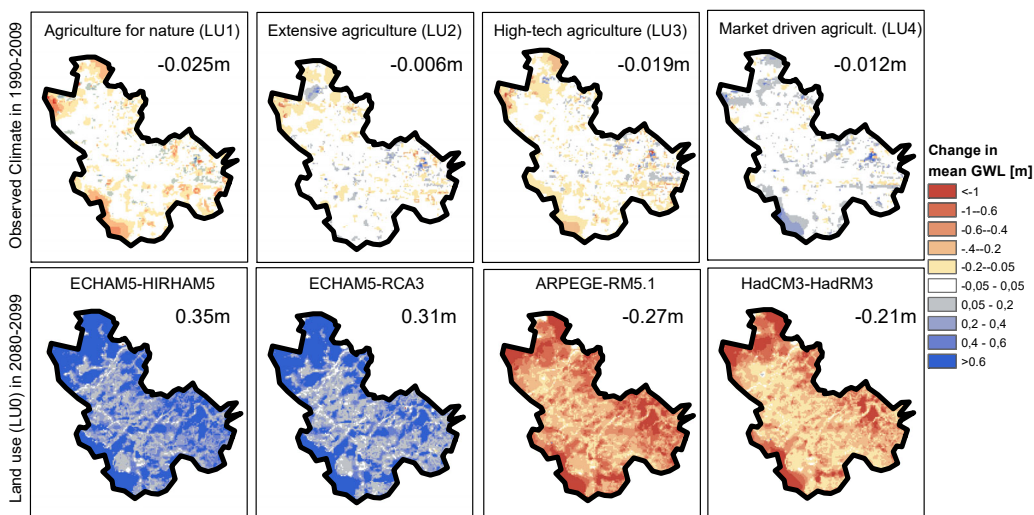 Observed Climate in 1990-2009
Agriculture for nature (LU1)
-0.025m
Extensive agriculture (LU2)
-0.006m
High-tech agriculture (LU3)
-0.019m
Market driven agricult. (LU4)
-0.012m
Land use (LU0) in 2080-2099
ECHAM5-HIRHAM5
0.35m
ECHAM5-RCA3
0.31m
ARPEGE-RM5.1
-0.27m
HadCM3-HadRM3
-0.21m
Change in
mean GWL [m]
<-1
-1--0.6
-0.6--0.4
-.4--0.2
-0.2--0.05
-0,05 - 0,05
0,05 - 0,2
0,2 - 0,4
0,4 - 0,6
>0.6